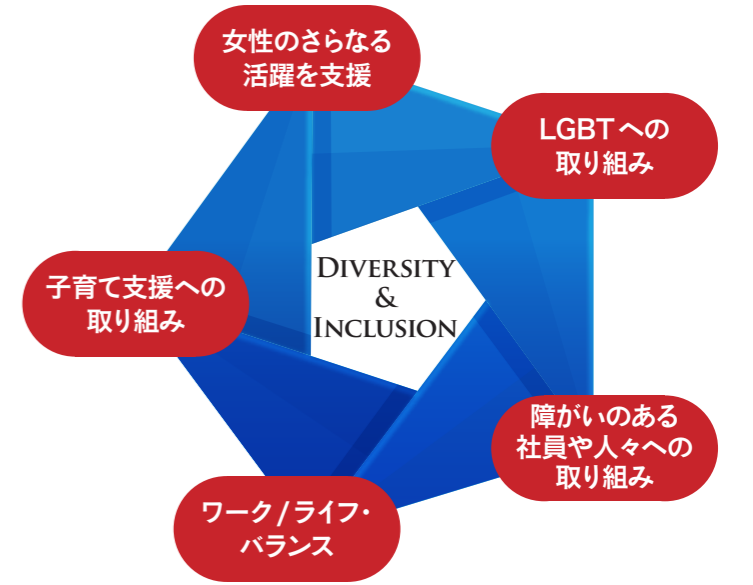 女性のさらなる
活躍を支援
LGBTへの
取り組み
子育て支援への
取り組み
DIVERSITY
&
INCLUSION
障がいのある
社員や人々への
取り組み
ワーク/ライフ・
バランス